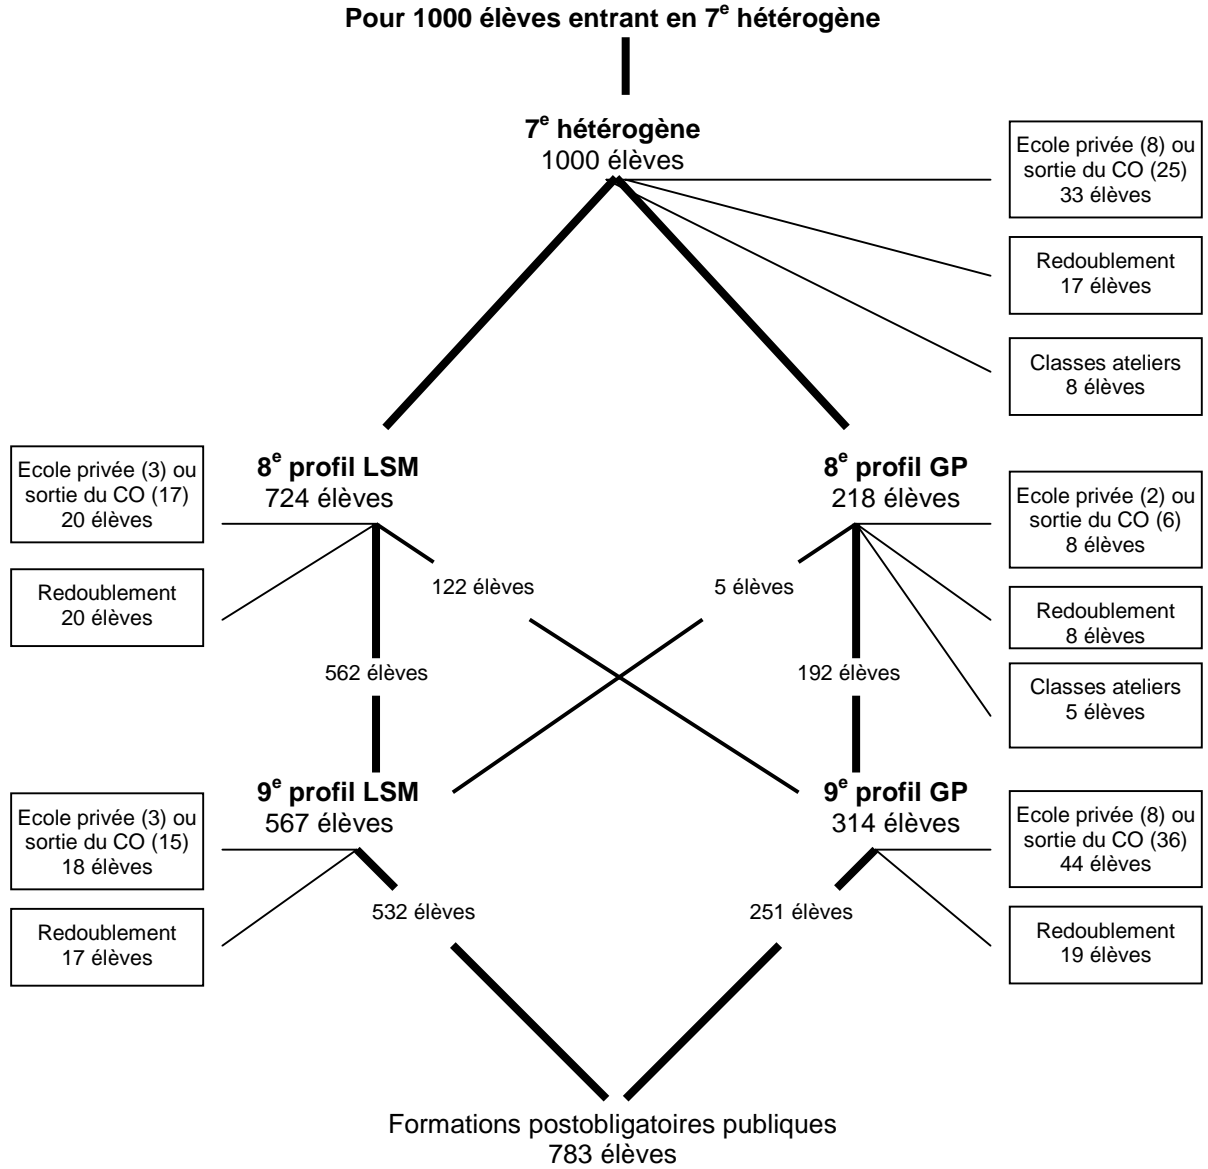 Pour 1000 élèves entrant en 7e hétérogène
7e hétérogène
1000 élèves
Ecole privée (8) ou
sortie du CO (25)
33 élèves
Redoublement
17 élèves
Classes ateliers
8 élèves
Ecole privée (3) ou
sortie du CO (17)
20 élèves
8e profil LSM
724 élèves
8e profil GP
218 élèves
Ecole privée (2) ou
sortie du CO (6)
8 élèves
Redoublement
20 élèves
122 élèves
5 élèves
Redoublement
8 élèves
562 élèves
192 élèves
Classes ateliers
5 élèves
Ecole privée (3) ou
sortie du CO (15)
18 élèves
9e profil LSM
567 élèves
9e profil GP
314 élèves
Ecole privée (8) ou
sortie du CO (36)
44 élèves
Redoublement
17 élèves
532 élèves
251 élèves
Redoublement
19 élèves
Formations postobligatoires publiques
783 élèves